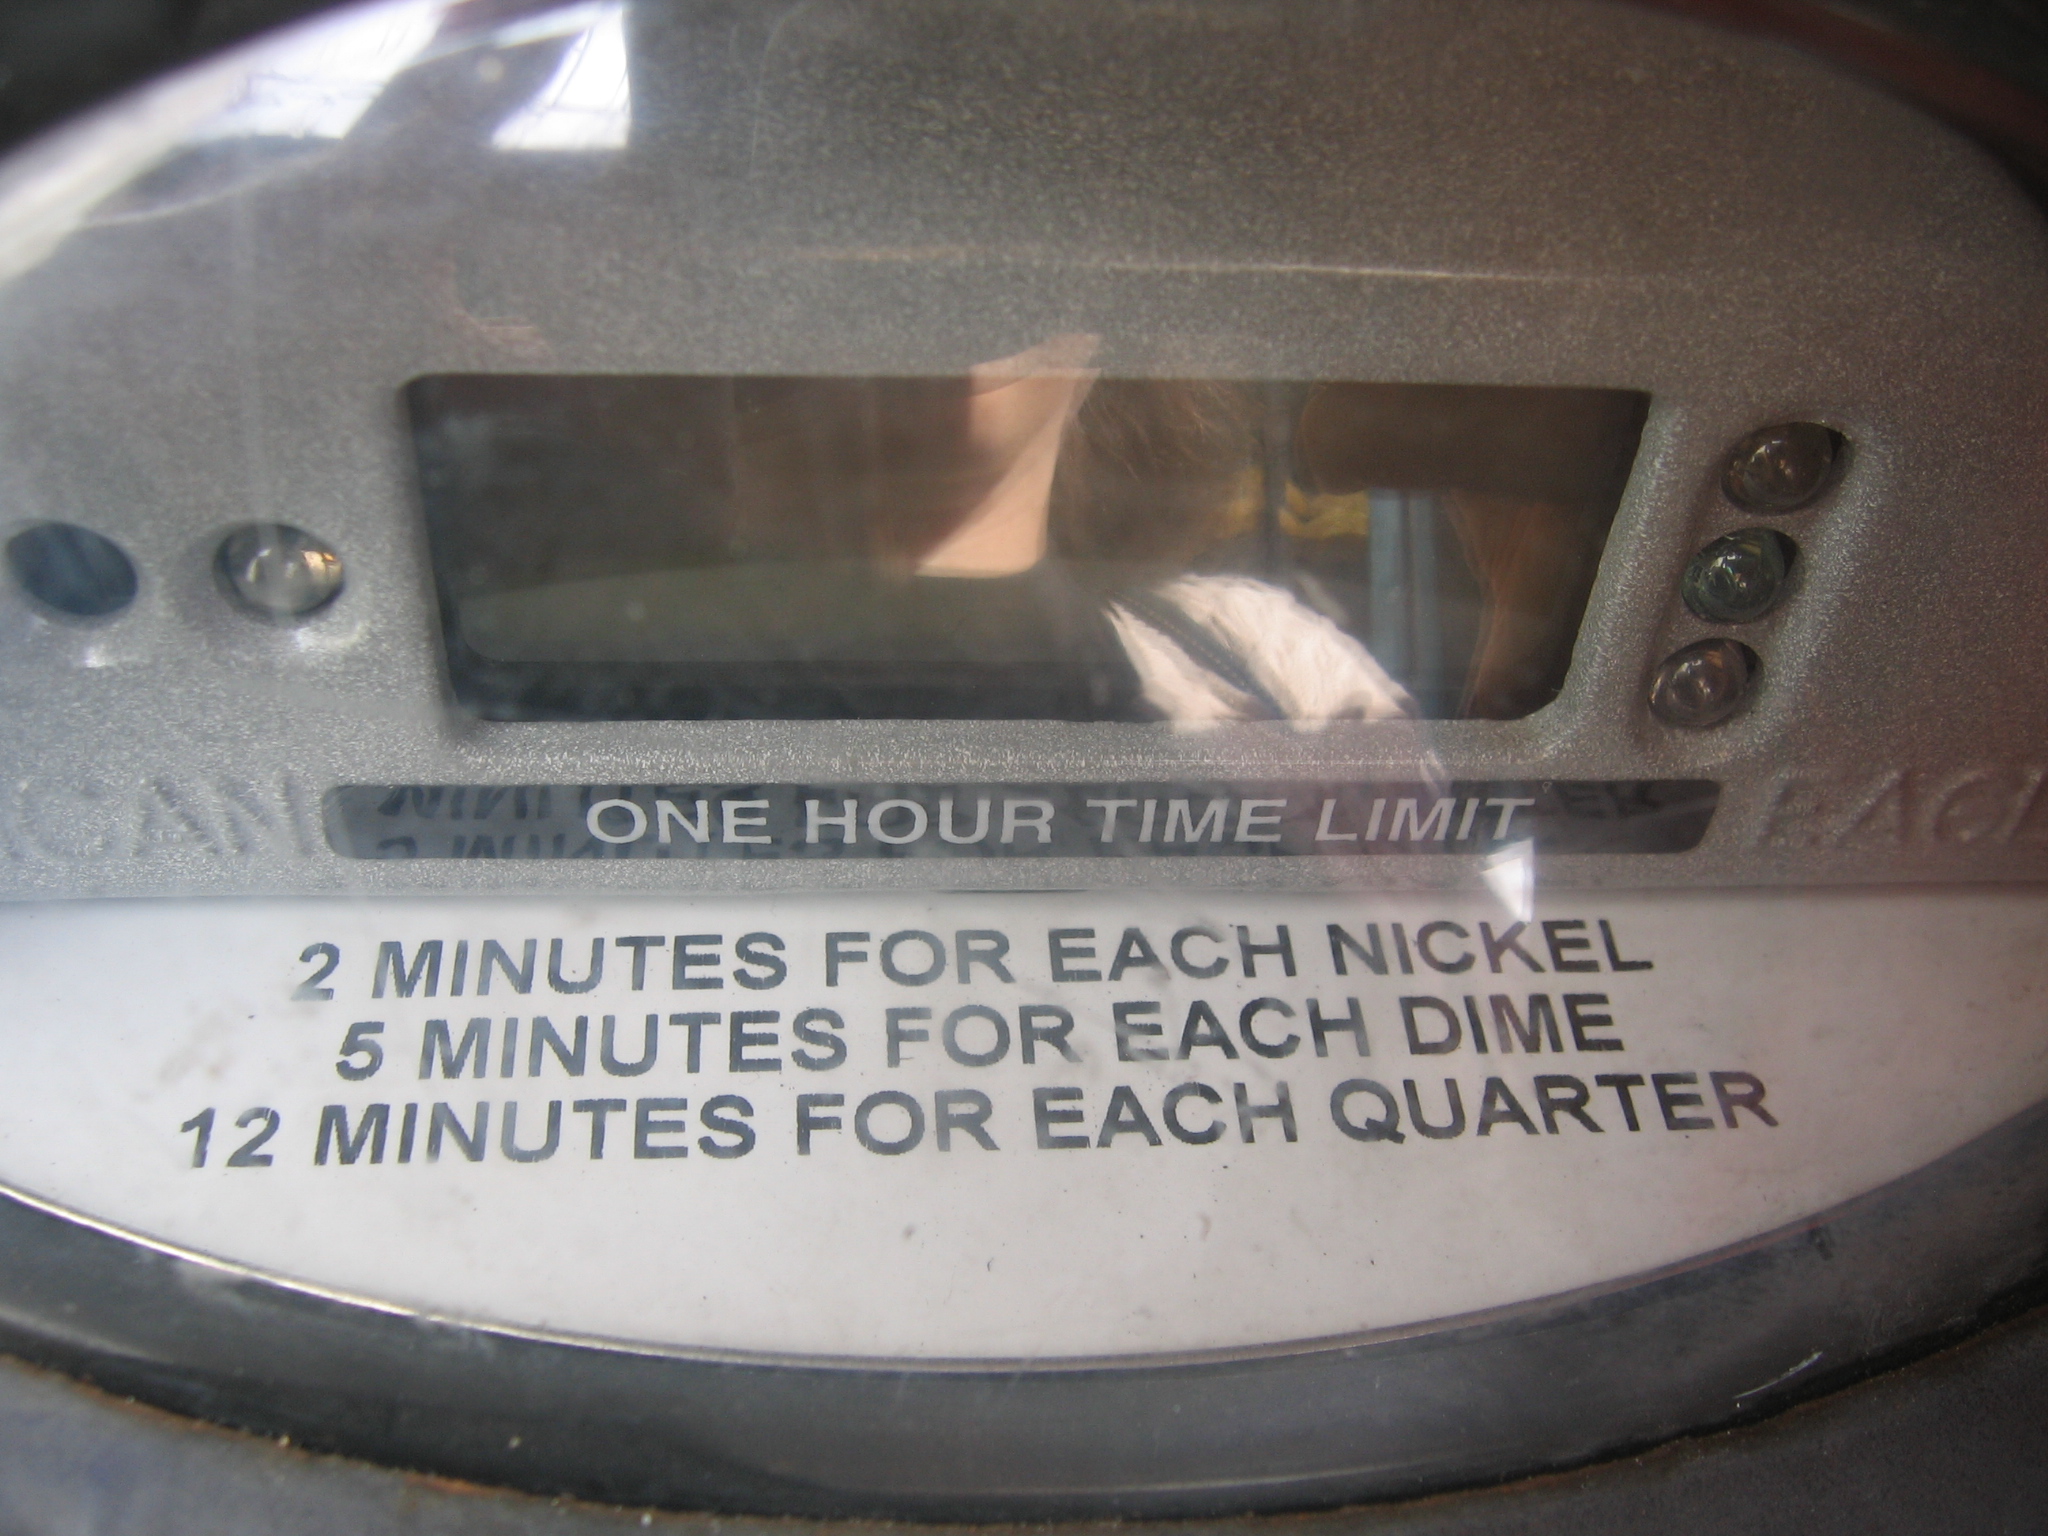 ONE HOUR TIME LIMIT
2 MINUTES FOR EACH NICKEL
5 MINUTES FOR EACH DIME
12 MINUTES FOR EACH QUARTER